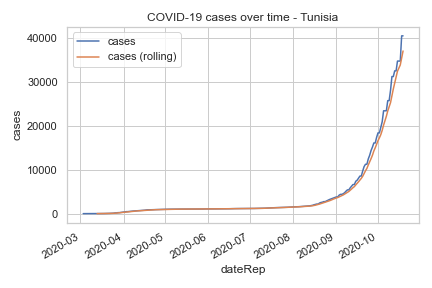 COVID-19 cases over time - Tunisia
cases
cases (rolling)
cases
40000
30000
20000
10000
0
2020-03
2020-04
2020-05
2020-06
2020-07
2020-08
2020-09
2020-10
dateRep